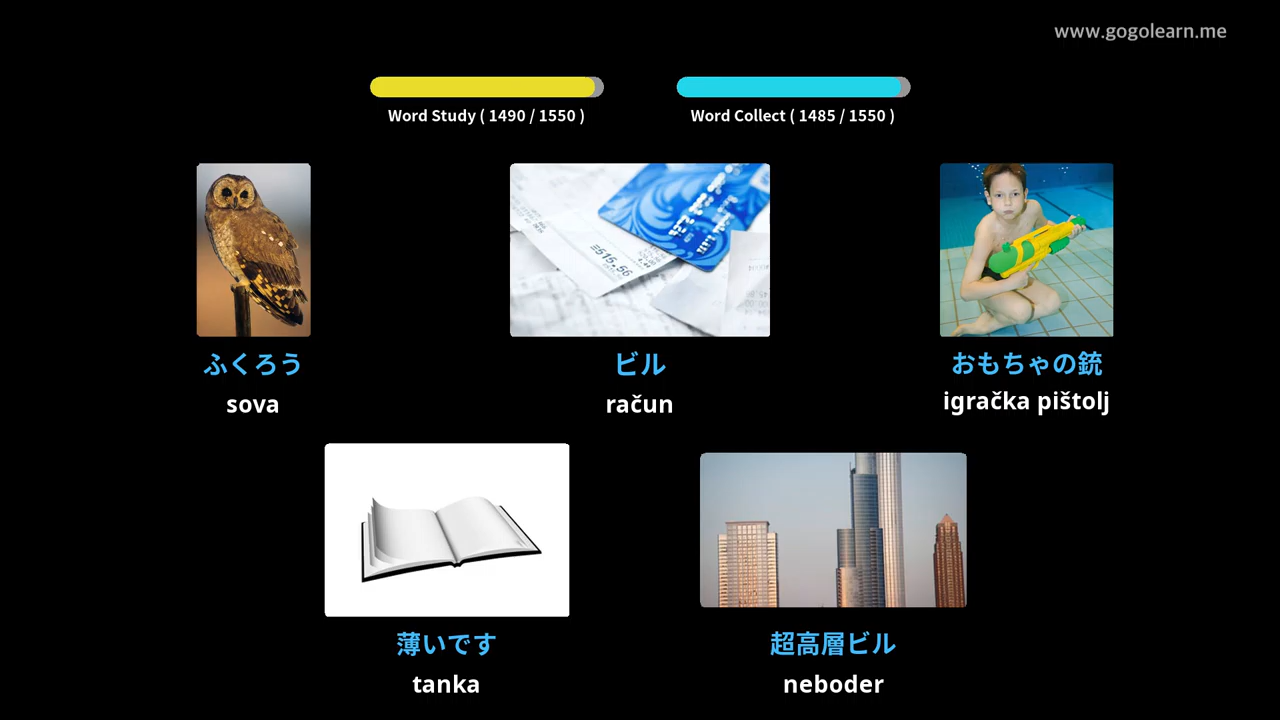 www.gogolearn.me
Word Study ( 1490 / 1550 )
Word Collect ( 1485 / 1550 )
ふくろう
sova
ビル
račun
おもちゃの銃
igračka pištolj
薄いです
tanka
超高層ビル
neboder